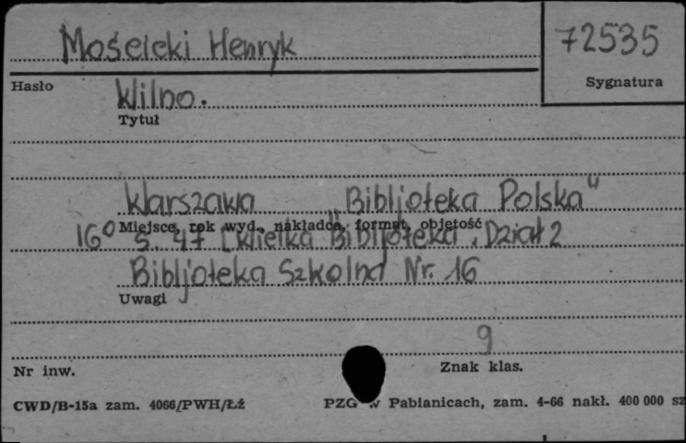 Mościcki Henryk
72535
Hasło
Sygnatura
Wilno.
Tytuł
Warszawa „Bibljoteka Polska"
Miejsce, rok wyd., nakładca, format, objętość
16° s. 47 [Wielka Bibljoteka, Dział 2
Bibljoteka Szkolna Nr. 16
Uwagi
9
Nr inw.
Znak klas.
CWD/B-15a zam. 4066/PWH/Łź
PZG w Pabianicach, zam. 4-66 nakł. 400 000 sz